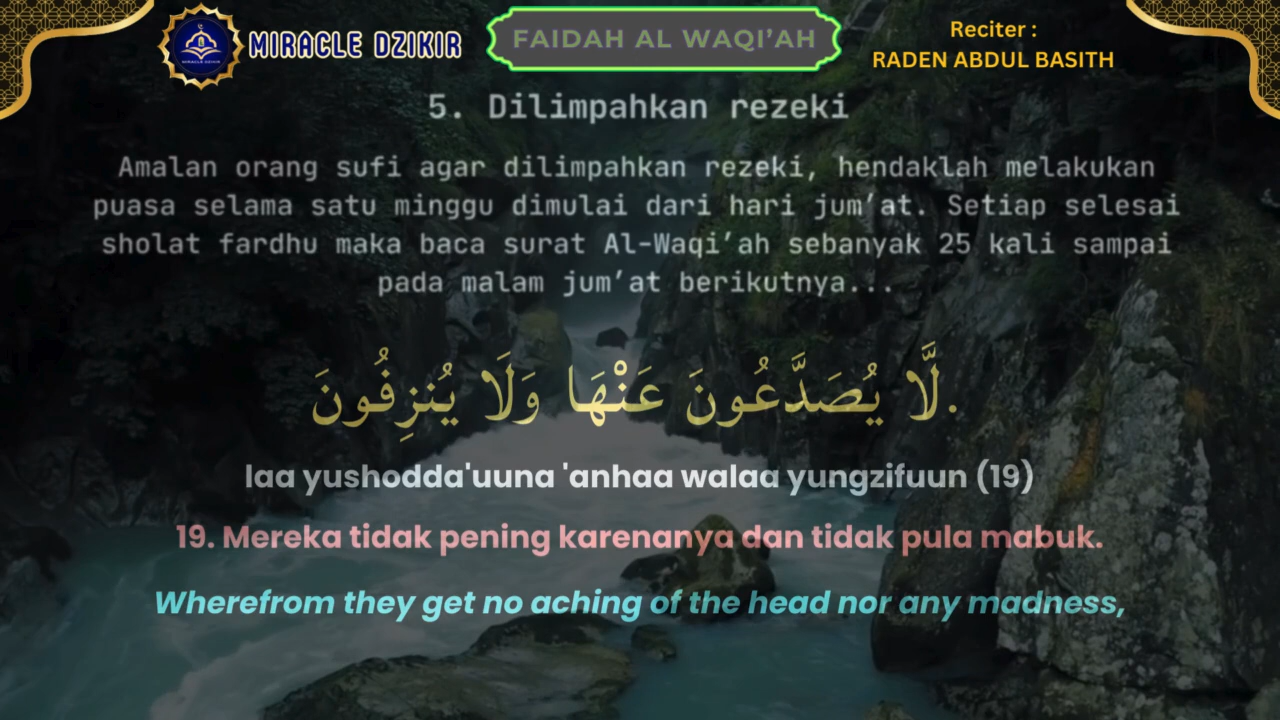 MIRACLE DZIKIR
MIRACLE DZIKIR
FAIDAH AL WAQI’AH
Reciter :
RADEN ABDUL BASITH
5. Dilimpahkan rezeki
Amalan orang sufi agar dilimpahkan rezeki, hendaklah melakukan
puasa selama satu minggu dimulai dari hari jum’at. Setiap selesai
sholat fardhu maka baca surat Al-Waqi’ah sebanyak 25 kali sampai
pada malam jum’at berikutnya...
لَّا يُصَدَّعُونَ عَنْهَا وَلَا يُنزِفُونَ.
laa yushodda'uuna 'anhaa walaa yungzifuun (19)
19. Mereka tidak pening karenanya dan tidak pula mabuk.
Wherefrom they get no aching of the head nor any madness,